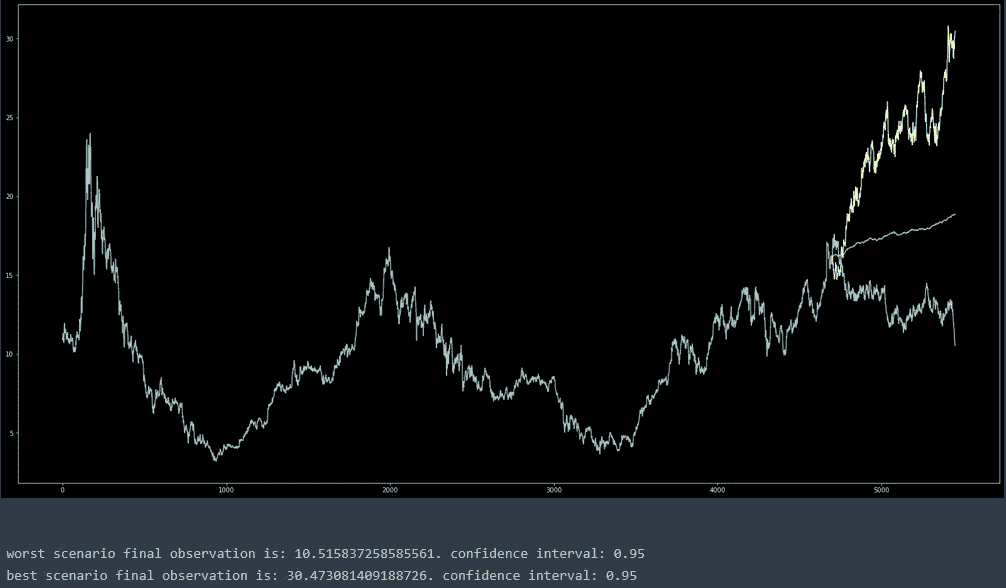 30
25
20
15
10
5
0 1000 2000 3000 4000 5000
worst scenario final observation is: 10.515837258585561. confidence interval: 0.95
best scenario final observation is: 30.473081409188726. confidence interval: 0.95